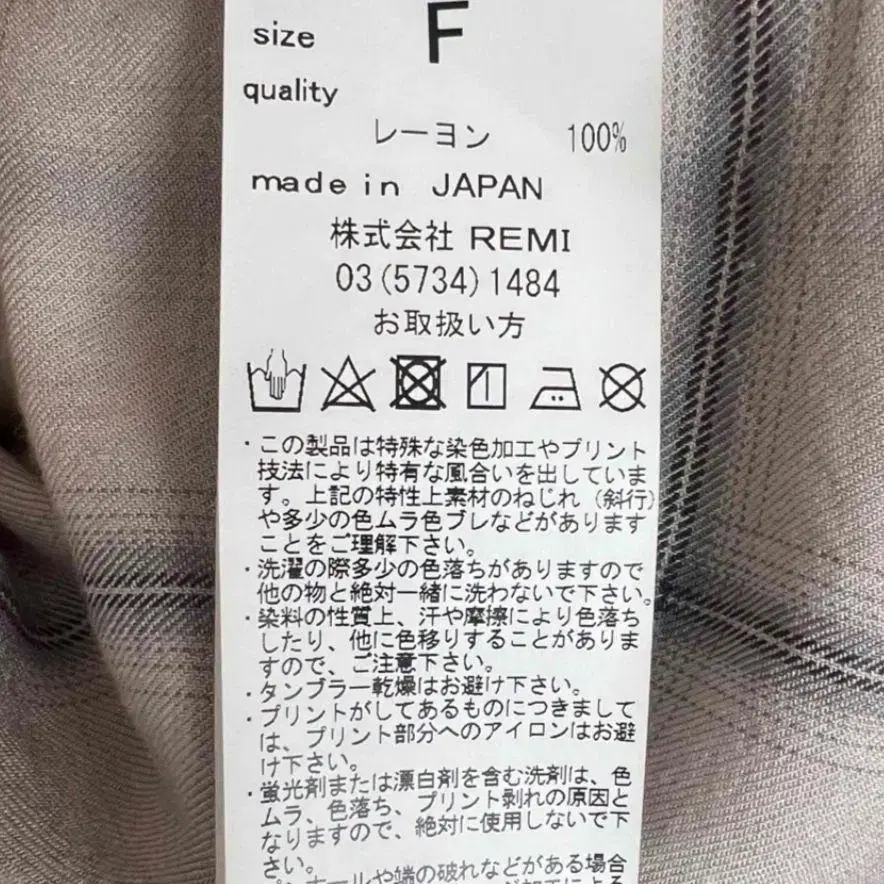 size F
quality
レーヨン 100%
made in JAPAN
株式会社 REMI
03(5734)1484
お取扱い方
・この製品は特殊な染色加工やプリント
技法により特有な風合いを出していま
す。上記の特性上素材のねじれ（斜行）
や多少の色ムラ色ブレなどがあります
ことをご理解下さい。
・洗濯の際多少の色落ちがありますので
他の物と絶対一緒に洗わないで下さい。
・染料の性質上、汗や摩擦により色落ち
したり、他に色移りすることがありま
すので、ご注意下さい。
・タンブラー乾燥はお避け下さい。
・プリントがしてあるものにつきまして
は、プリント部分へのアイロンはお避
け下さい。
・蛍光剤または漂白剤を含む洗剤は、色
ムラ、色落ち、プリント剥れの原因と
なりますので、絶対に使用しないで下
さい。
ホールや端の破れなどがある場合
加工による